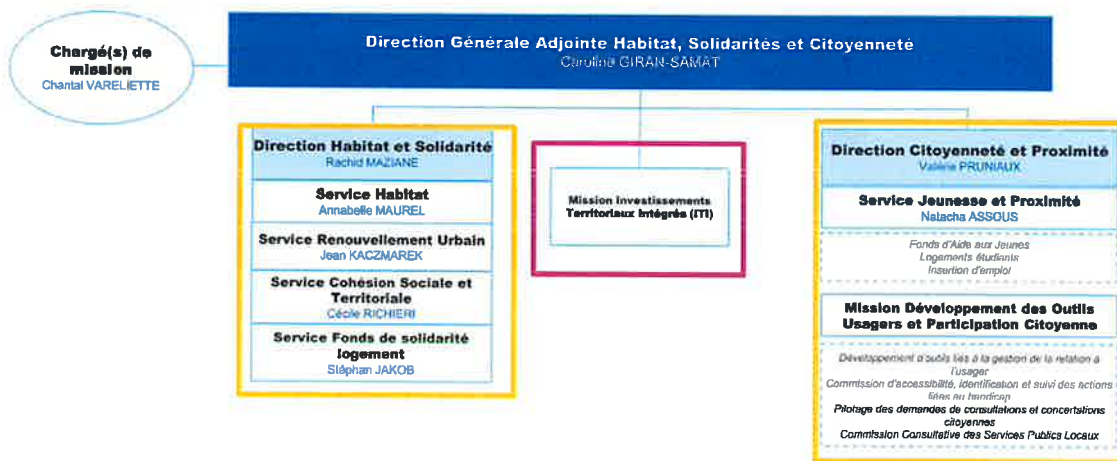 Chargé(s) de
mission
Chantal VARELIETTE
Direction Générale Adjointe Habitat, Solidarités et Citoyenneté
Caroline GIRAN-SAMAT
Direction Habitat et Solidarité
Rachid MAZIANE
Service Habitat
Annabelle MAUREL
Service Renouvellement Urbain
Jean KACZMAREK
Service Cohésion Sociale et
Territoriale
Cécile RICHIERI
Service Fonds de solidarité
logement
Stéphan JAKOB
Mission Investissements
Territoriaux Intégrés (ITI)
Direction Citoyenneté et Proximité
Valérie PRUNIAUX
Service Jeunesse et Proximité
Natacha ASSOUS
Fonds d'Aide aux Jeunes
Logements étudiants
Insertion d'emploi
Mission Développement des Outils
Usagers et Participation Citoyenne
Développement d'outils liés à la gestion de la relation à
l'usager
Commission d'accessibilité, identification et suivi des actions
liées au handicap
Pilotage des demandes de consultations et concertations
citoyennes
Commission Consultative des Services Publics Locaux